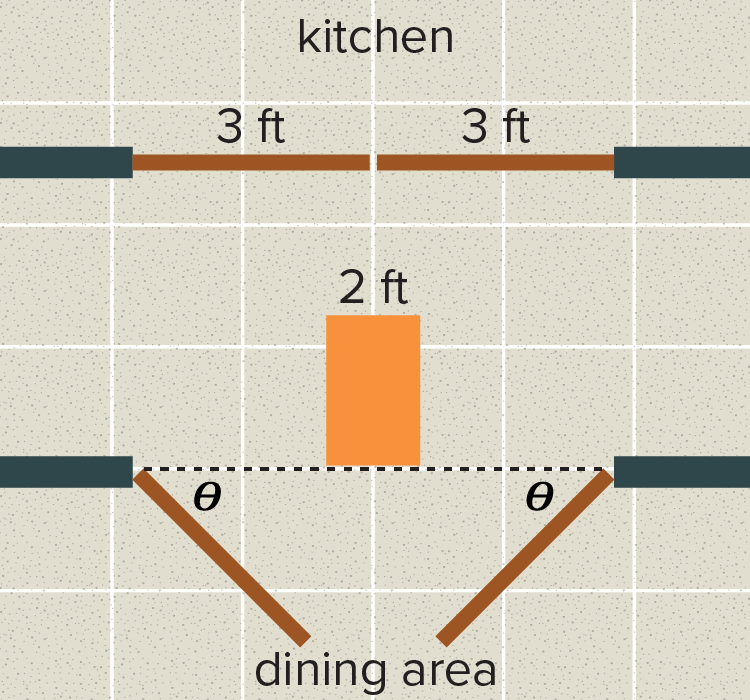 kitchen
3 ft 3 ft
2 ft
θ θ
dining area